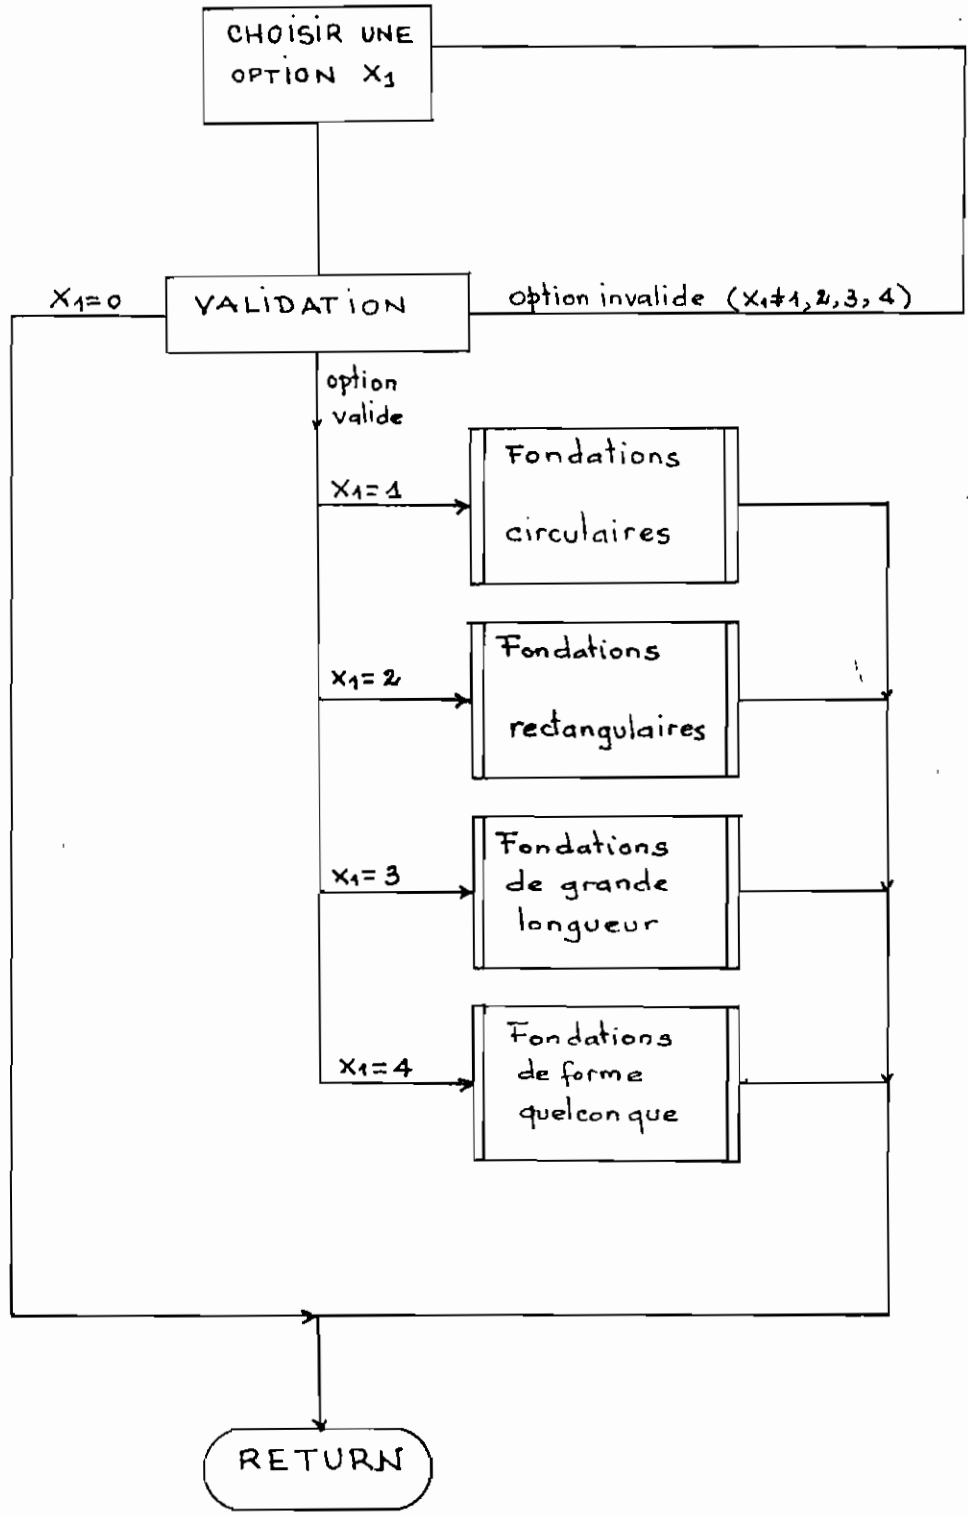 CHOISIR UNE
OPTION X₁
X₁=0
VALIDATION
option invalide (X₁≠1,2,3,4)
option
valide
X₁=1
Fondations
circulaires
X₁=2
Fondations
rectangulaires
X₁=3
Fondations
de grande
longueur
X₁=4
Fondations
de forme
quelconque
RETURN